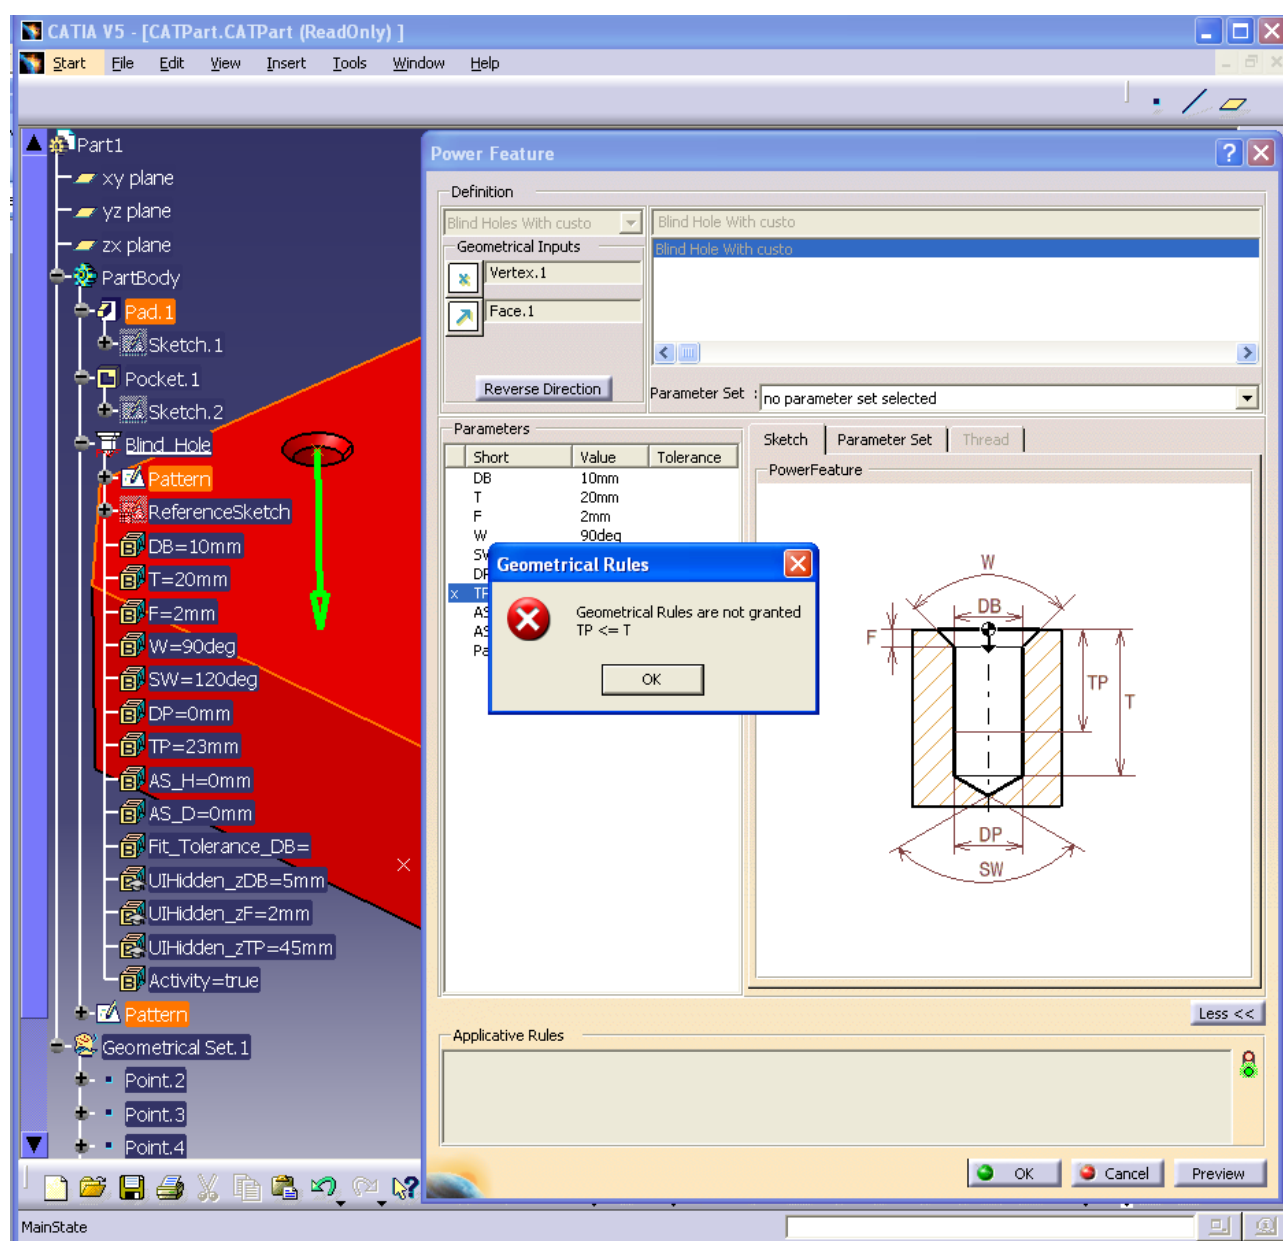 CATIA V5 - [CATPart.CATPart (ReadOnly) ]
Start File Edit View Insert Tools Window Help
Part1
xy plane
yz plane
zx plane
PartBody
Pad.1
Sketch.1
Pocket.1
Sketch.2
Blind_Hole
Pattern
ReferenceSketch
DB=10mm
T=20mm
F=2mm
W=90deg
SW=120deg
DP=0mm
TP=23mm
AS_H=0mm
AS_D=0mm
Fit_Tolerance_DB=
UIHidden_zDB=5mm
UIHidden_zF=2mm
UIHidden_zTP=45mm
Activity=true
Pattern
Geometrical Set.1
Point.2
Point.3
Point.4
Power Feature
Definition
Blind Holes With custo
Blind Hole With custo
Geometrical Inputs
Blind Hole With custo
Vertex.1
Face.1
Reverse Direction
Parameter Set : no parameter set selected
Parameters
Short Value Tolerance
DB 10mm
T 20mm
F 2mm
W 90deg
Sketch Parameter Set Thread
PowerFeature
W
DB
F
TP
T
DP
SW
Geometrical Rules
Geometrical Rules are not granted
TP <= T
OK
Less <<
Applicative Rules
OK Cancel Preview
MainState